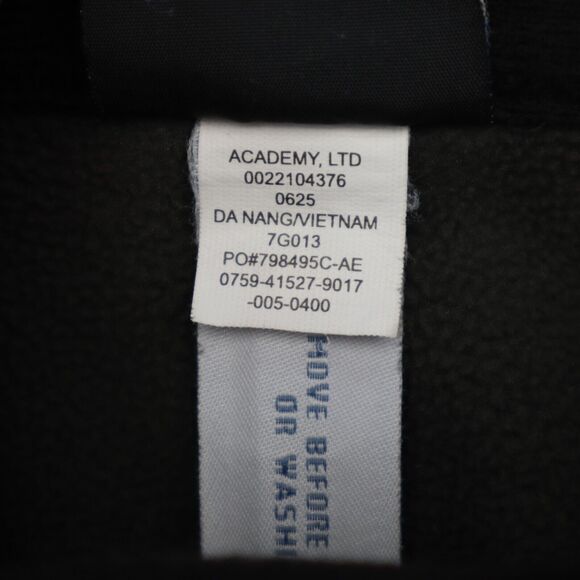 ACADEMY, LTD
0022104376
0625
DA NANG/VIETNAM
7G013
PO#798495C-AE
0759-41527-9017
-005-0400
MOVE BEFORE
OR WASHI